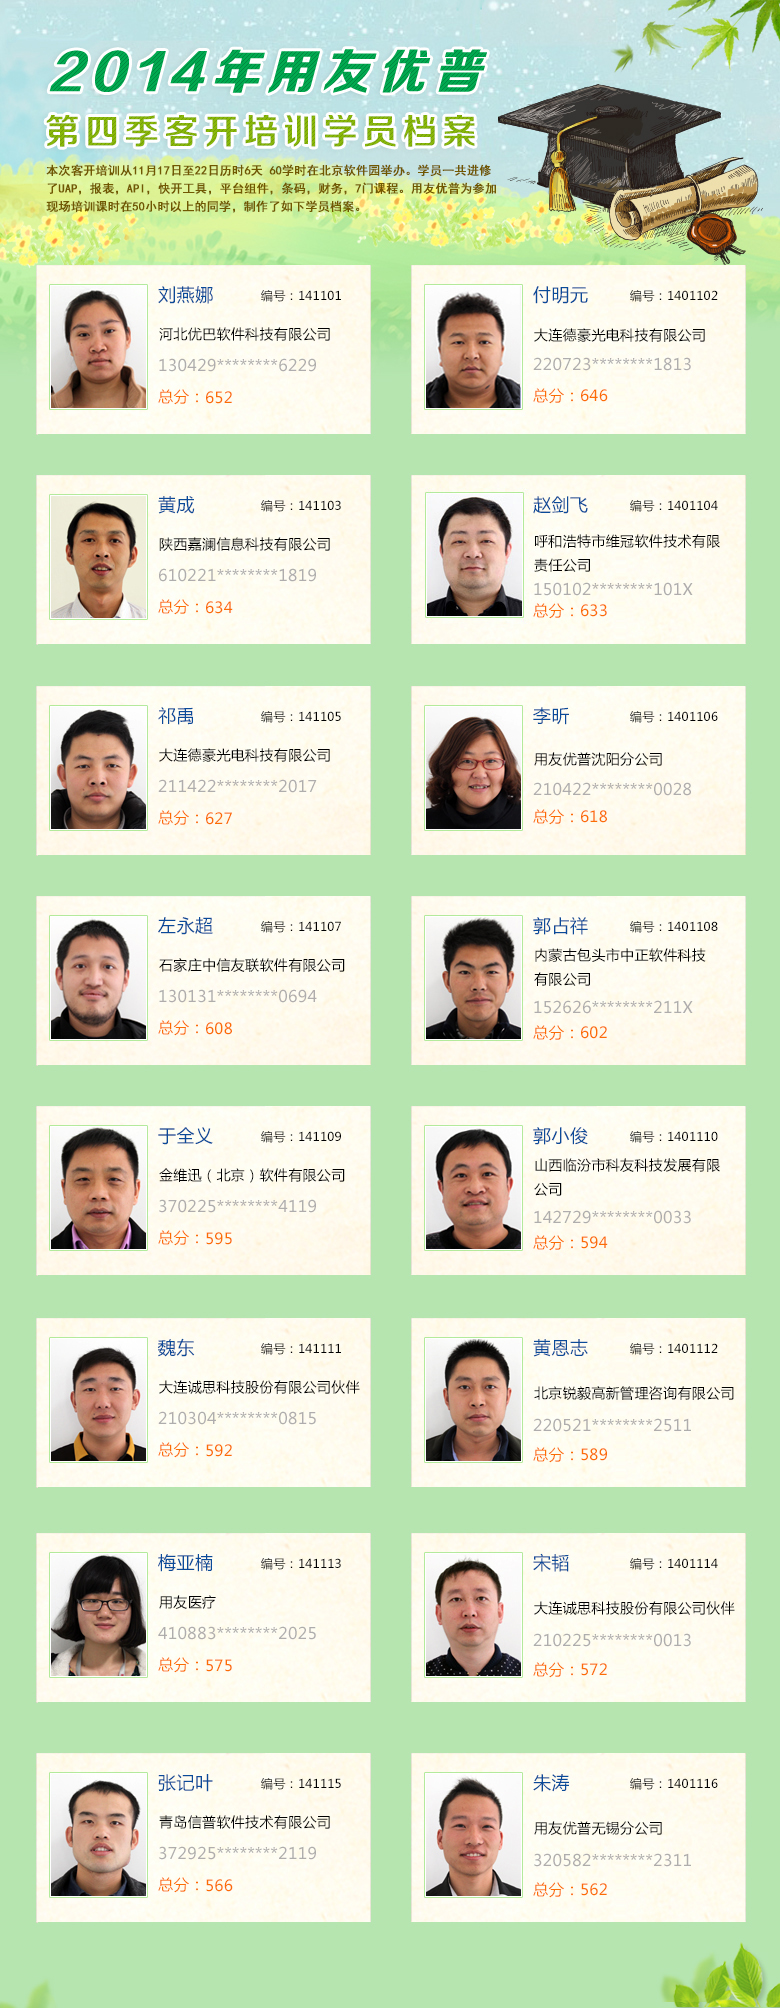 2014年用友优普
第四季客开培训学员档案
本次客开培训从11月17日至22日历时6天 60学时在北京软件园举办。学员一共进修
了UAP，报表，API，快开工具，平台组件，条码，财务，7门课程。用友优普为参加
现场培训课时在50小时以上的同学，制作了如下学员档案。
刘燕娜 编号：141101
河北优巴软件科技有限公司
130429********6229
总分：652
付明元 编号：1401102
大连德豪光电科技有限公司
220723********1813
总分：646
黄成 编号：141103
陕西嘉澜信息科技有限公司
610221********1819
总分：634
赵剑飞 编号：1401104
呼和浩特市维冠软件技术有限
责任公司
150102********101X
总分：633
祁禹 编号：141105
大连德豪光电科技有限公司
211422********2017
总分：627
李昕 编号：1401106
用友优普沈阳分公司
210422********0028
总分：618
左永超 编号：141107
石家庄中信友联软件有限公司
130131********0694
总分：608
郭占祥 编号：1401108
内蒙古包头市中正软件科技
有限公司
152626********211X
总分：602
于全义 编号：141109
金维迅（北京）软件有限公司
370225********4119
总分：595
郭小俊 编号：1401110
山西临汾市科友科技发展有限
公司
142729********0033
总分：594
魏东 编号：141111
大连诚思科技股份有限公司伙伴
210304********0815
总分：592
黄恩志 编号：1401112
北京锐毅高新管理咨询有限公司
220521********2511
总分：589
梅亚楠 编号：141113
用友医疗
410883********2025
总分：575
宋韬 编号：1401114
大连诚思科技股份有限公司伙伴
210225********0013
总分：572
张记叶 编号：141115
青岛信普软件技术有限公司
372925********2119
总分：566
朱涛 编号：1401116
用友优普无锡分公司
320582********2311
总分：562